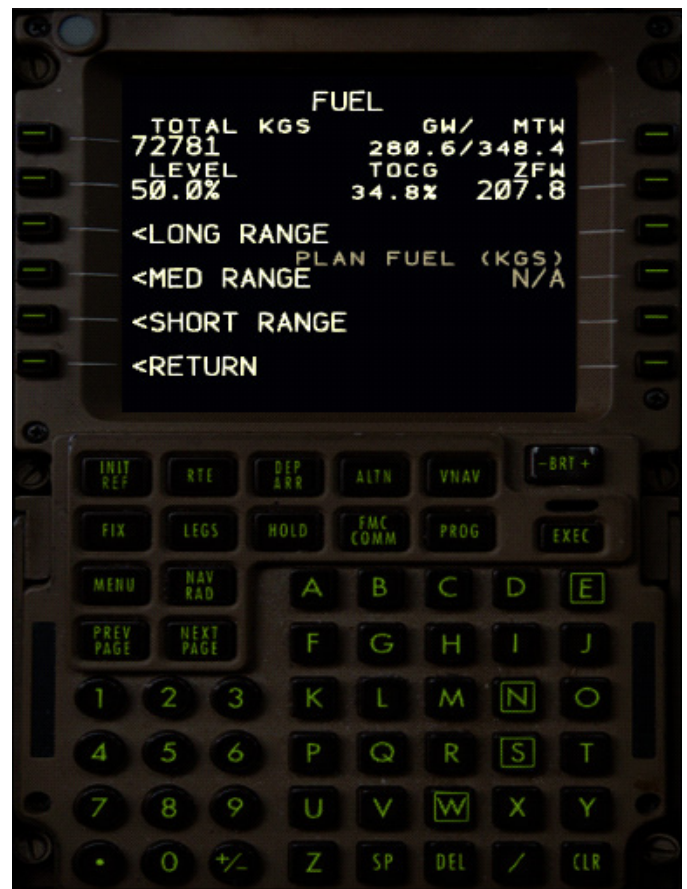 FUEL
TOTAL KGS GW/ MTW
72781 280.6/348.4
LEVEL TOCG ZFW
50.0% 34.8% 207.8
<LONG RANGE
PLAN FUEL (KGS)
<MED RANGE N/A
<SHORT RANGE
<RETURN
-BRT+
INIT REF RTE DEP ARR ALTN VNAV
FIX LEGS HOLD FMC COMM PROG EXEC
MENU NAV RAD A B C D E
PREV PAGE NEXT PAGE F G H I J
1 2 3 K L M N O
4 5 6 P Q R S T
7 8 9 U V W X Y
. 0 +/- Z SP DEL / CLR